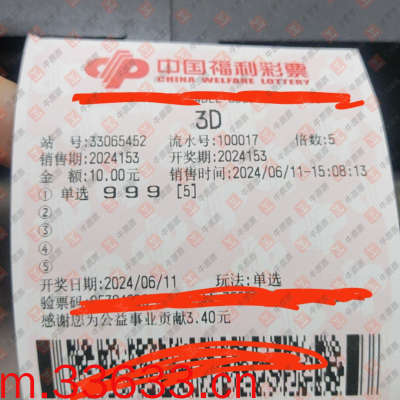 中国福利彩票
CHINA WELFARE LOTTERY
3D
站 号:33065452 流水号:100017 倍数:5
销售期:2024153 开奖期:2024153
金 额:10.00元 销售时间:2024/06/11-15:08:13
① 单选 999 [5]
②
③
④
⑤
开奖日期:2024/06/11 玩法:单选
验票码:
感谢您为公益事业贡献3.40元
m.33633.cn